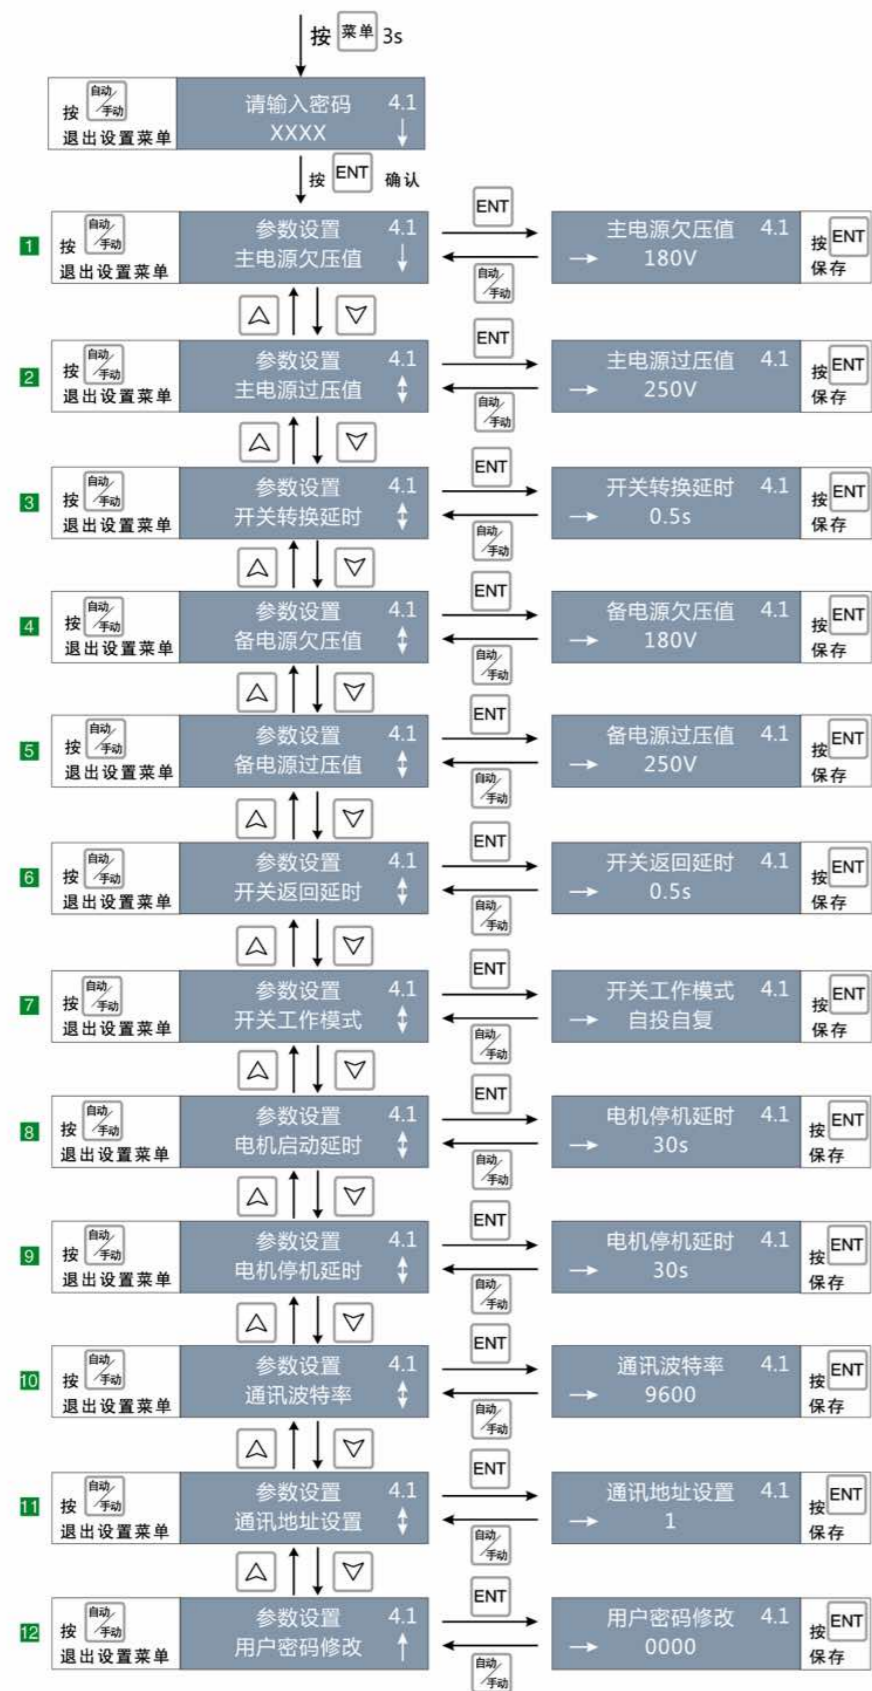 按 菜单 3s
按 自动/手动
退出设置菜单
请输入密码 4.1
XXXX ↓
按 ENT 确认
1
按 自动/手动
退出设置菜单
参数设置 4.1
主电源欠压值 ↓
ENT
自动/手动
主电源欠压值 4.1
→ 180V
按 ENT
保存
2
按 自动/手动
退出设置菜单
参数设置 4.1
主电源过压值
ENT
自动/手动
主电源过压值 4.1
→ 250V
按 ENT
保存
3
按 自动/手动
退出设置菜单
参数设置 4.1
开关转换延时
ENT
自动/手动
开关转换延时 4.1
→ 0.5s
按 ENT
保存
4
按 自动/手动
退出设置菜单
参数设置 4.1
备电源欠压值
ENT
自动/手动
备电源欠压值 4.1
→ 180V
按 ENT
保存
5
按 自动/手动
退出设置菜单
参数设置 4.1
备电源过压值
ENT
自动/手动
备电源过压值 4.1
→ 250V
按 ENT
保存
6
按 自动/手动
退出设置菜单
参数设置 4.1
开关返回延时
ENT
自动/手动
开关返回延时 4.1
→ 0.5s
按 ENT
保存
7
按 自动/手动
退出设置菜单
参数设置 4.1
开关工作模式
ENT
自动/手动
开关工作模式 4.1
→ 自投自复
按 ENT
保存
8
按 自动/手动
退出设置菜单
参数设置 4.1
电机启动延时
ENT
自动/手动
电机停机延时 4.1
→ 30s
按 ENT
保存
9
按 自动/手动
退出设置菜单
参数设置 4.1
电机停机延时
ENT
自动/手动
电机停机延时 4.1
→ 30s
按 ENT
保存
10
按 自动/手动
退出设置菜单
参数设置 4.1
通讯波特率
ENT
自动/手动
通讯波特率 4.1
→ 9600
按 ENT
保存
11
按 自动/手动
退出设置菜单
参数设置 4.1
通讯地址设置
ENT
自动/手动
通讯地址设置 4.1
→ 1
按 ENT
保存
12
按 自动/手动
退出设置菜单
参数设置 4.1
用户密码修改 ↑
ENT
自动/手动
用户密码修改 4.1
→ 0000
按 ENT
保存